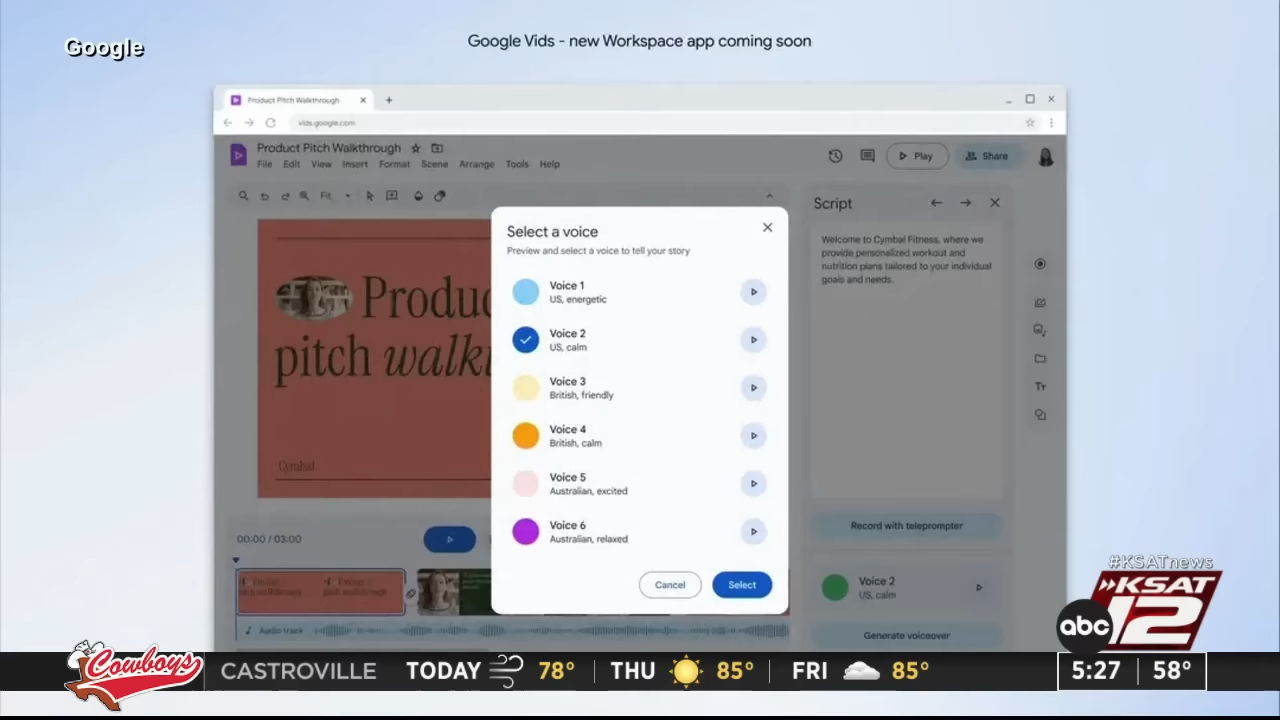 Google
Google Vids - new Workspace app coming soon
Product Pitch Walkthrough
vids.google.com
Product Pitch Walkthrough
File Edit View Insert Format Scene Arrange Tools Help
Play
Share
Fit
Produc
pitch walk
Cymbal
Select a voice
Preview and select a voice to tell your story
Voice 1
US, energetic
Voice 2
US, calm
Voice 3
British, friendly
Voice 4
British, calm
Voice 5
Australian, excited
Voice 6
Australian, relaxed
Cancel
Select
Script
Welcome to Cymbal Fitness, where we
provide personalized workout and
nutrition plans tailored to your individual
goals and needs.
Record with teleprompter
Voice 2
US, calm
Generate voiceover
00:00 / 03:00
Audio track
#KSATnews
KSAT
abc 12
Cowboys
CASTROVILLE TODAY 78° THU 85° FRI 85°
5:27 58°